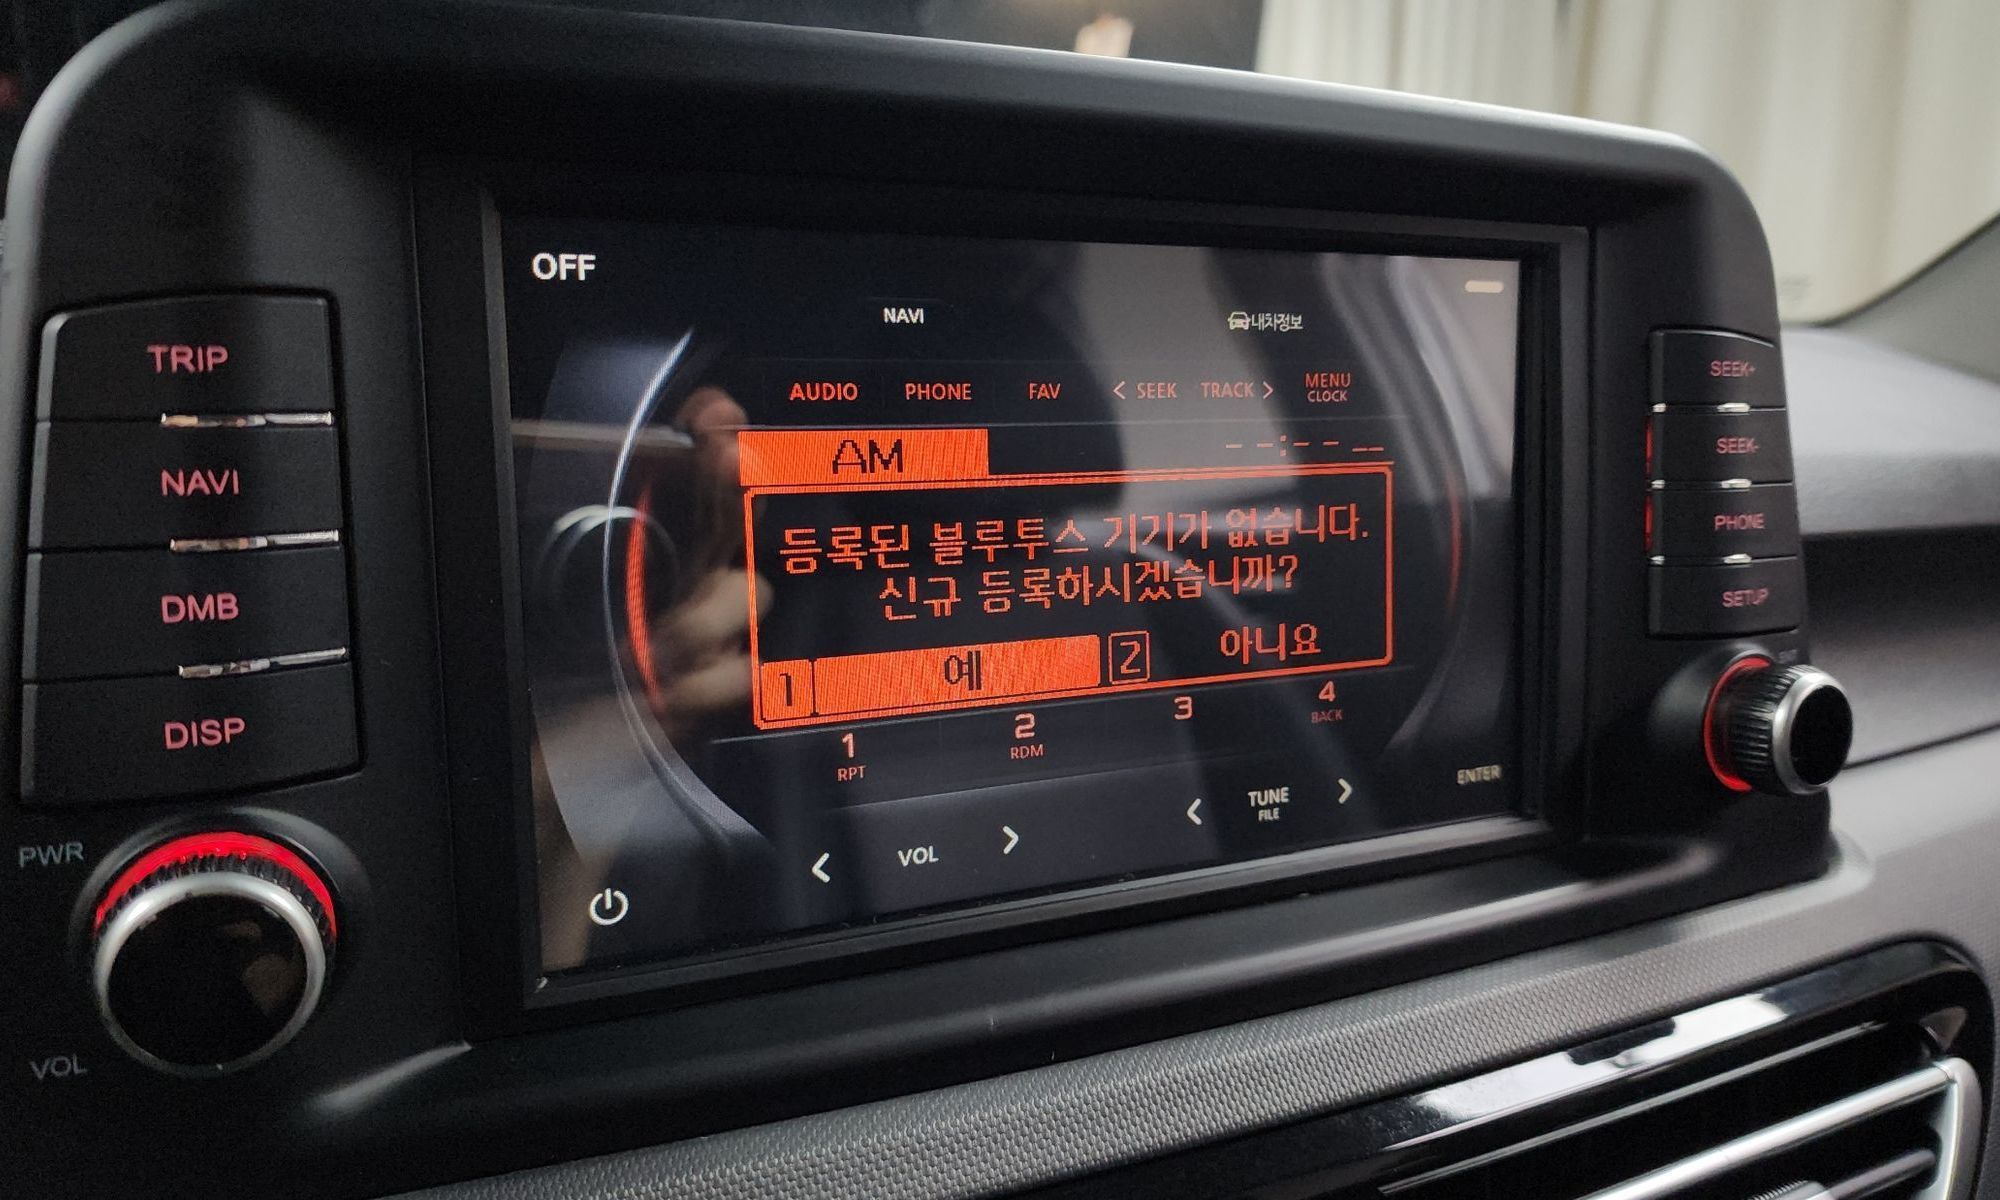 OFF
NAVI
내차정보
AUDIO PHONE FAV < SEEK TRACK > MENU
CLOCK
AM
--:-- --
등록된 블루투스 기기가 없습니다.
신규 등록하시겠습니까?
1 예 2 아니요
1 2 3 4
RPT RDM BACK
< VOL >
< TUNE >
FILE
ENTER
TRIP
NAVI
DMB
DISP
PWR
VOL
SEEK+
SEEK-
PHONE
SETUP